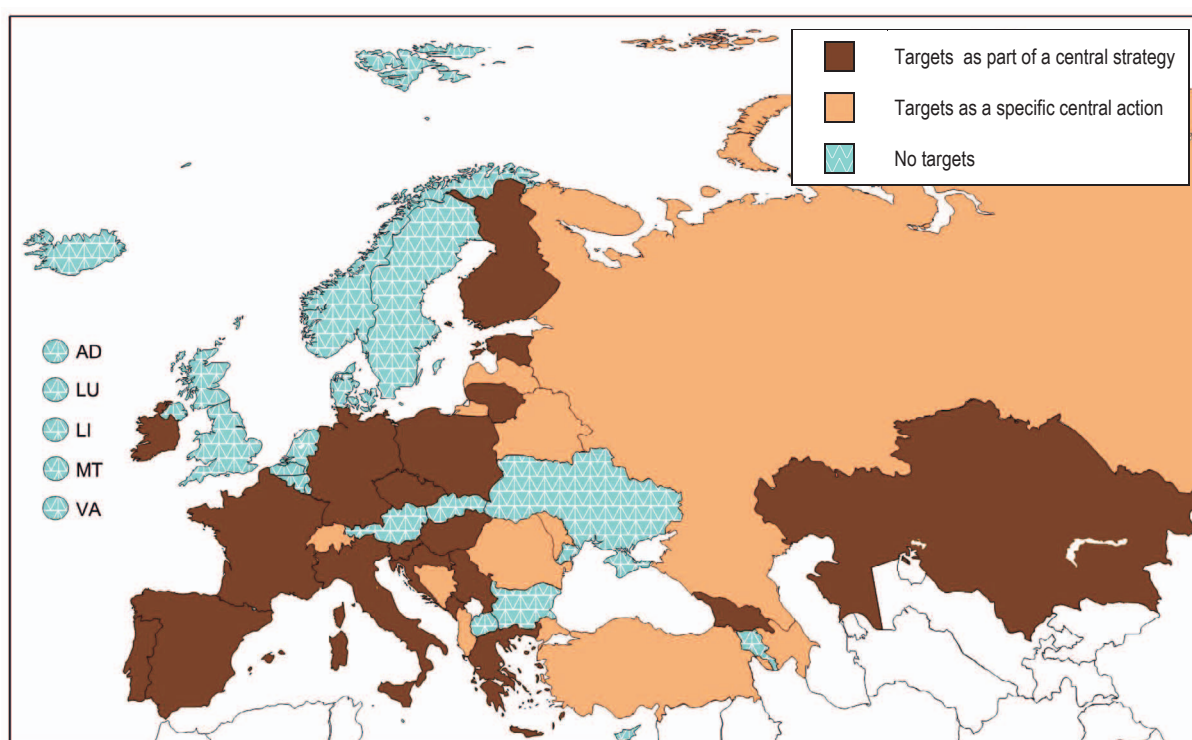 Targets as part of a central strategy
Targets as a specific central action
No targets
AD
LU
LI
MT
VA